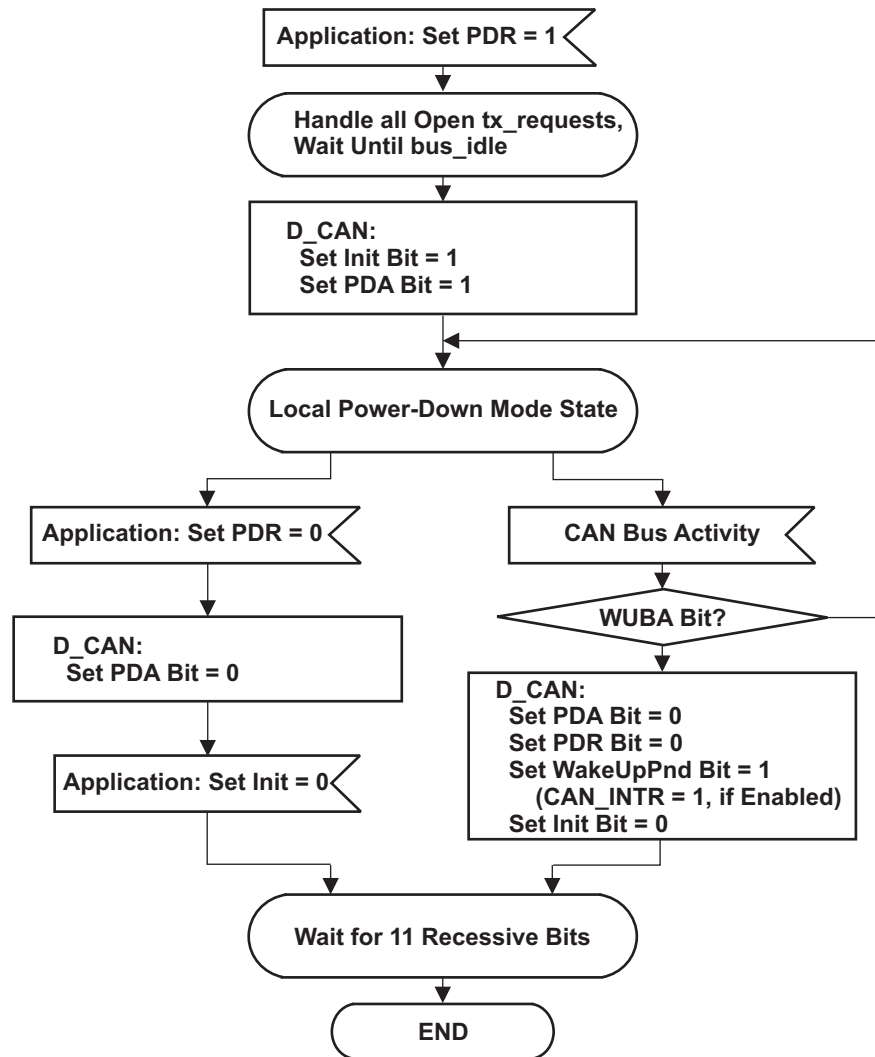 Application: Set PDR = 1
Handle all Open tx_requests,
Wait Until bus_idle
D_CAN:
Set Init Bit = 1
Set PDA Bit = 1
Local Power-Down Mode State
Application: Set PDR = 0
D_CAN:
Set PDA Bit = 0
Application: Set Init = 0
CAN Bus Activity
WUBA Bit?
D_CAN:
Set PDA Bit = 0
Set PDR Bit = 0
Set WakeUpPnd Bit = 1
(CAN_INTR = 1, if Enabled)
Set Init Bit = 0
Wait for 11 Recessive Bits
END